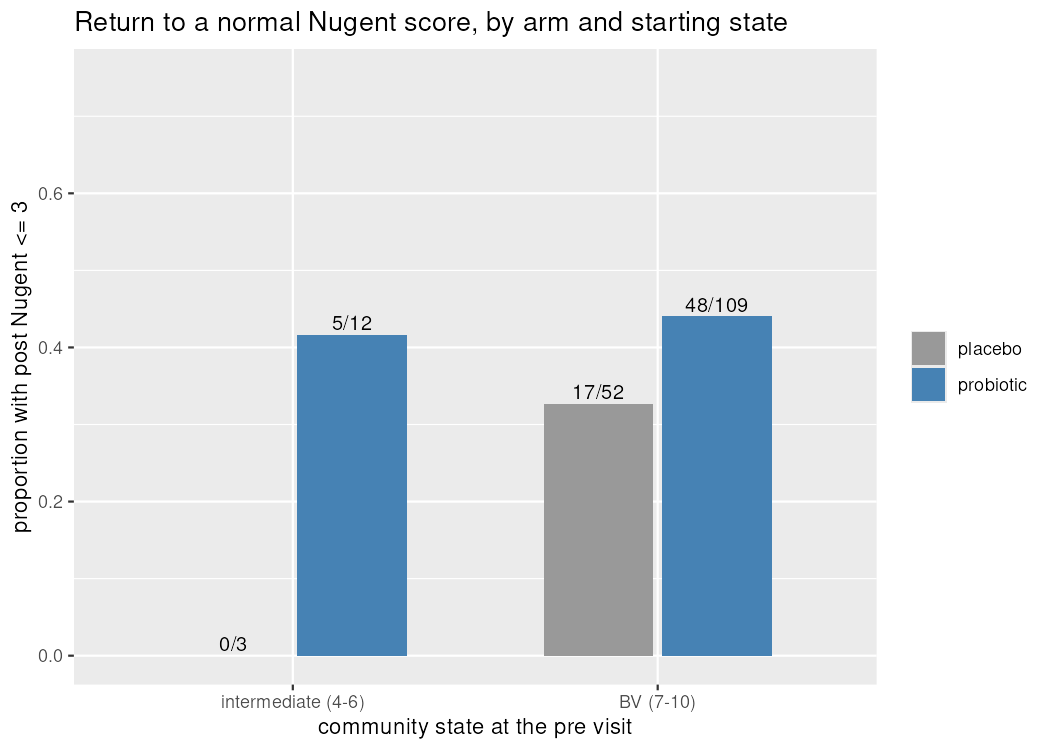 Return to a normal Nugent score, by arm and starting state
proportion with post Nugent <= 3
0.6
0.4
0.2
0.0
0/3
5/12
17/52
48/109
intermediate (4-6)
BV (7-10)
community state at the pre visit
placebo
probiotic